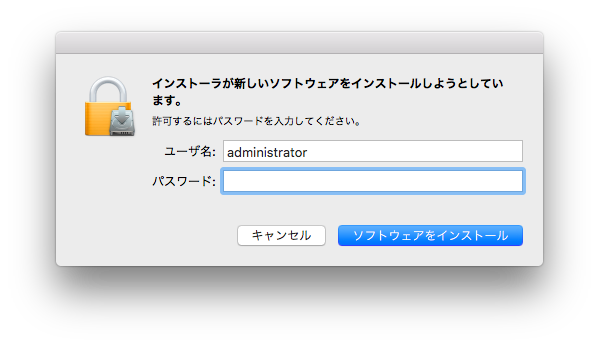 インストーラが新しいソフトウェアをインストールしようとしてい
ます。
許可するにはパスワードを入力してください。
ユーザ名: administrator
パスワード:
キャンセル ソフトウェアをインストール